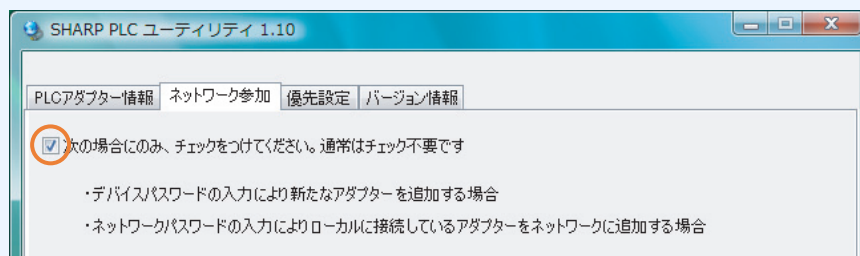 SHARP PLC ユーティリティ 1.10
PLCアダプター情報 ネットワーク参加 優先設定 バージョン情報
次の場合にのみ、チェックをつけてください。通常はチェック不要です
・デバイスパスワードの入力により新たなアダプターを追加する場合
・ネットワークパスワードの入力によりローカルに接続しているアダプターをネットワークに追加する場合